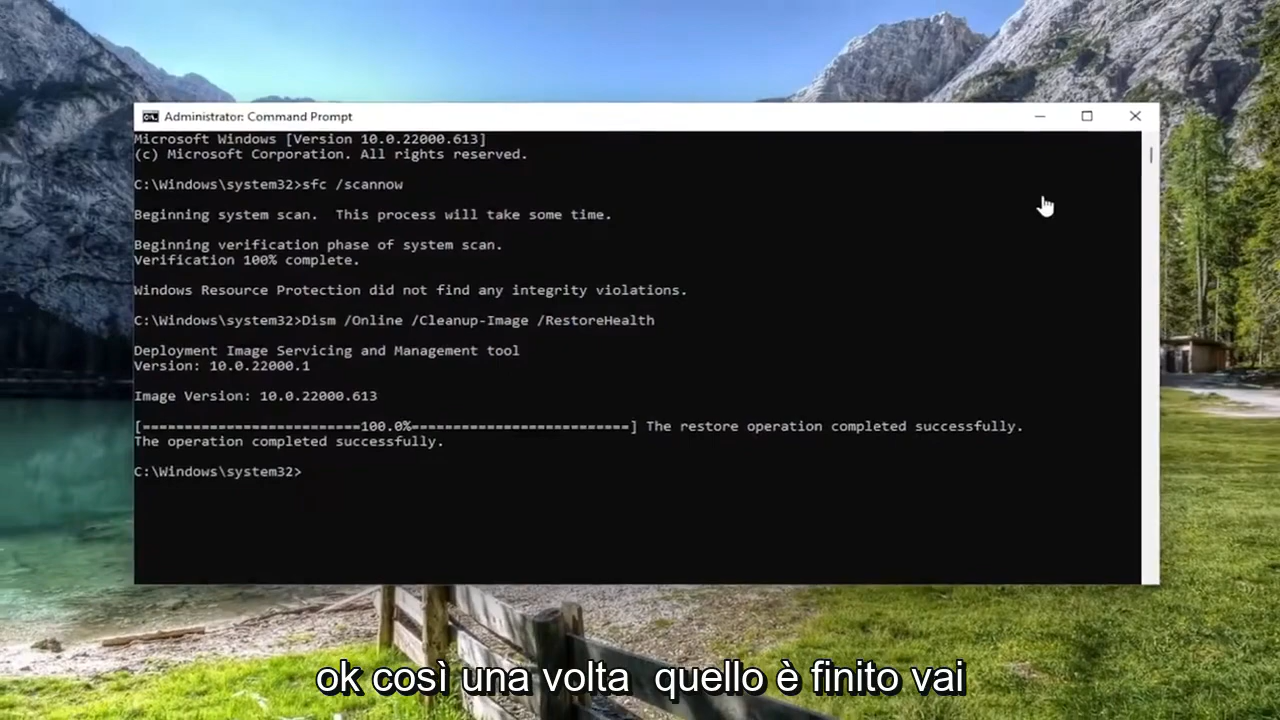 Administrator: Command Prompt
Microsoft Windows [Version 10.0.22000.613]
(c) Microsoft Corporation. All rights reserved.
C:\Windows\system32>sfc /scannow
Beginning system scan.  This process will take some time.
Beginning verification phase of system scan.
Verification 100% complete.
Windows Resource Protection did not find any integrity violations.
C:\Windows\system32>Dism /Online /Cleanup-Image /RestoreHealth
Deployment Image Servicing and Management tool
Version: 10.0.22000.1
Image Version: 10.0.22000.613
[==========================100.0%==========================] The restore operation completed successfully.
The operation completed successfully.
C:\Windows\system32>
ok così una volta  quello è finito vai